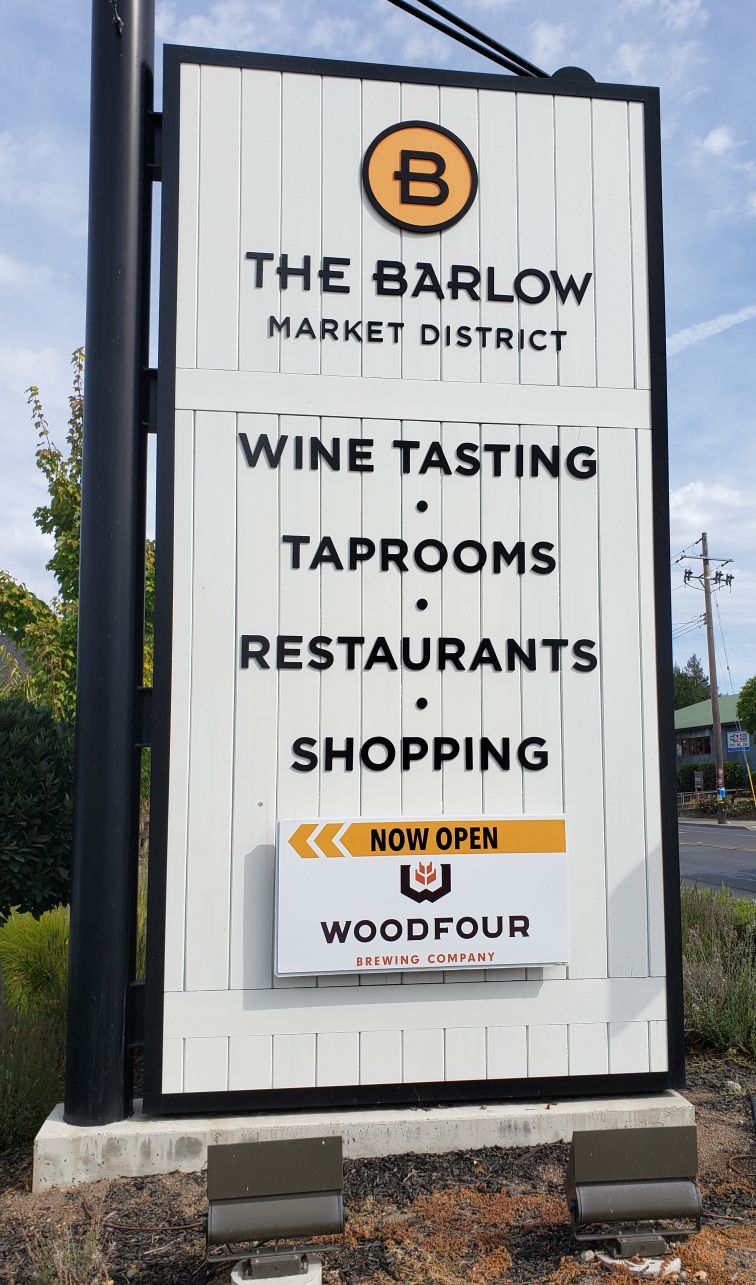 B
THE BARLOW
MARKET DISTRICT
WINE TASTING
•
TAPROOMS
•
RESTAURANTS
•
SHOPPING
NOW OPEN
WOODFOUR
BREWING COMPANY